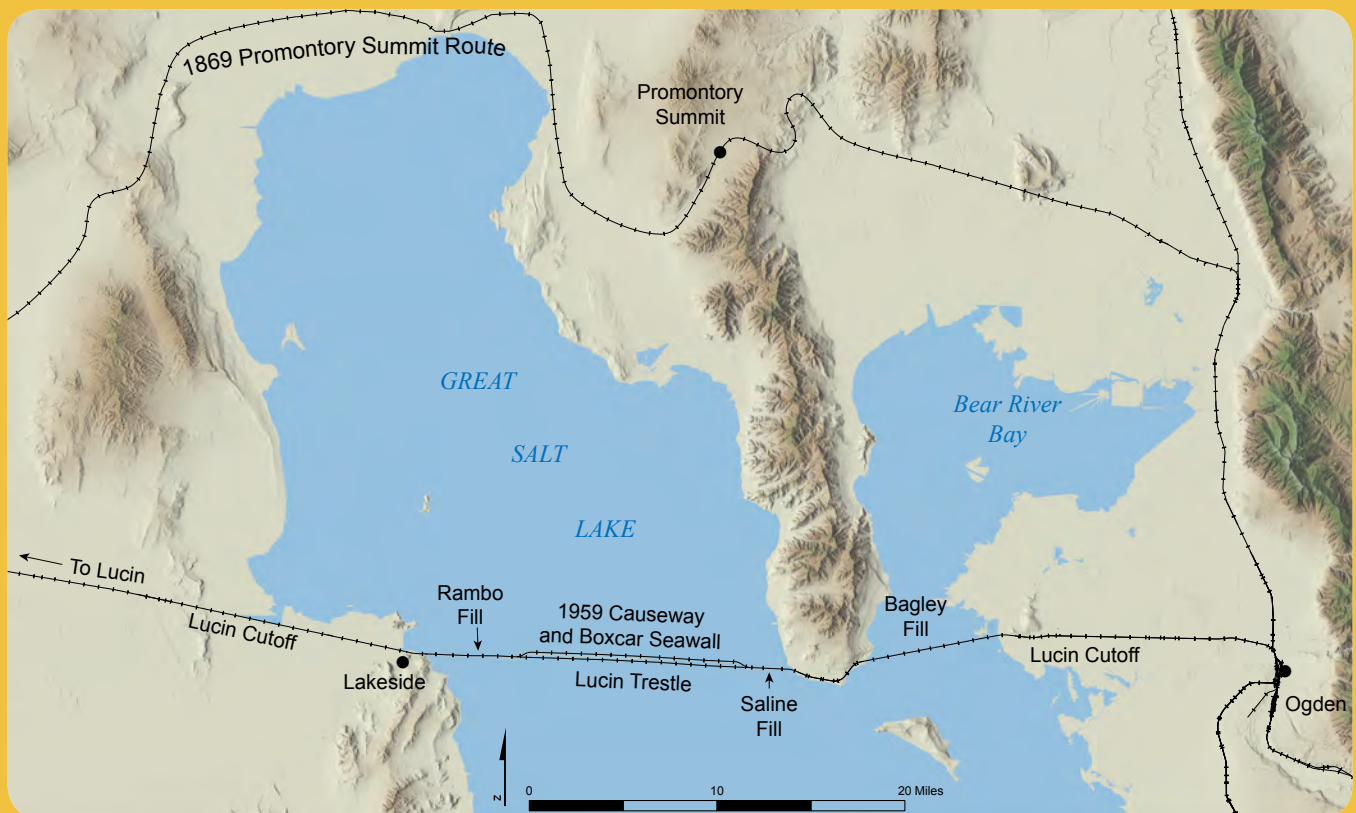 1869 Promontory Summit Route
Promontory
Summit
GREAT
SALT
LAKE
Bear River
Bay
To Lucin
Lucin Cutoff
Rambo
Fill
1959 Causeway
and Boxcar Seawall
Lucin Trestle
Bagley
Fill
Lucin Cutoff
Lakeside
Saline
Fill
Ogden
N
0 10 20 Miles